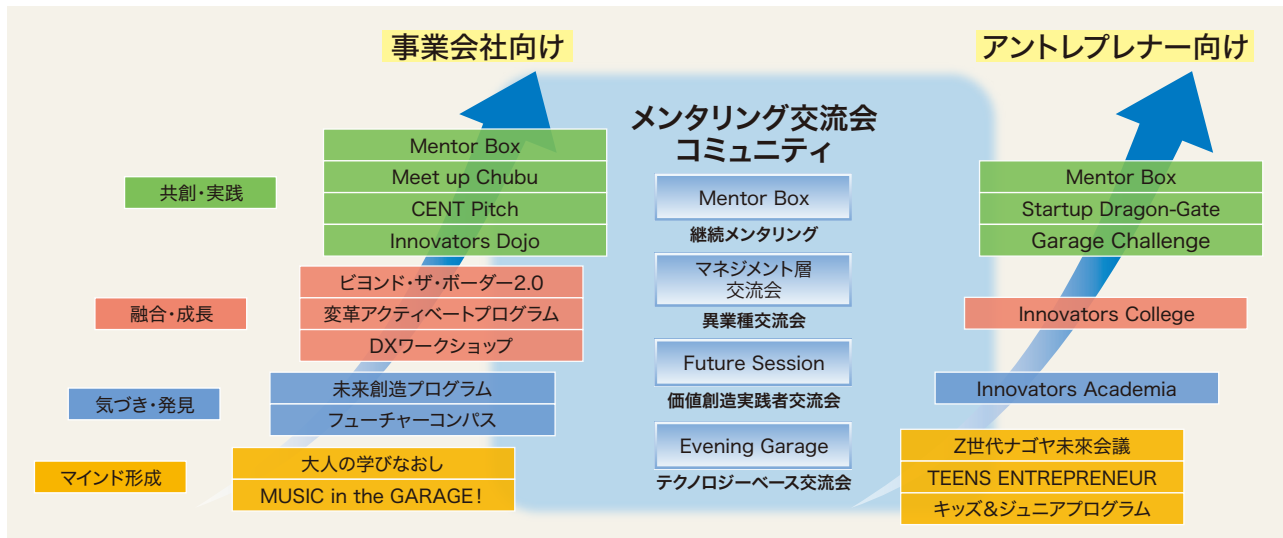 事業会社向け
アントレプレナー向け
メンタリング交流会
コミュニティ
共創・実践
Mentor Box
Meet up Chubu
CENT Pitch
Innovators Dojo
融合・成長
ビヨンド・ザ・ボーダー2.0
変革アクティベートプログラム
DXワークショップ
気づき・発見
未来創造プログラム
フューチャーコンパス
マインド形成
大人の学びなおし
MUSIC in the GARAGE!
Mentor Box
継続メンタリング
マネジメント層
交流会
異業種交流会
Future Session
価値創造実践者交流会
Evening Garage
テクノロジーベース交流会
Mentor Box
Startup Dragon-Gate
Garage Challenge
Innovators College
Innovators Academia
Z世代ナゴヤ未來会議
TEENS ENTREPRENEUR
キッズ&ジュニアプログラム